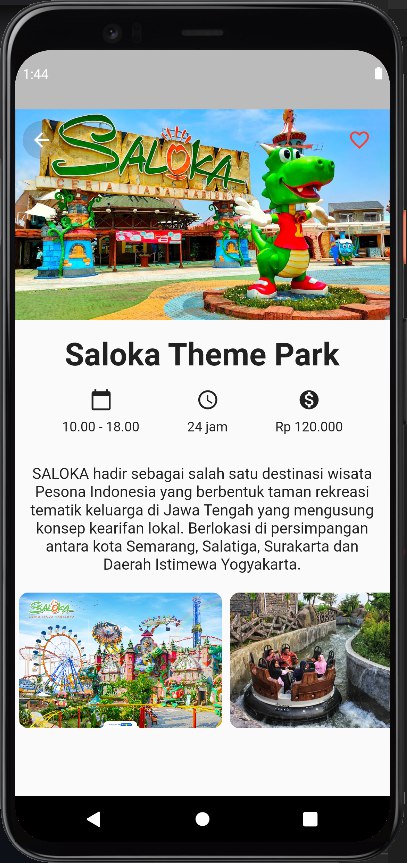 1:44
SALOKA
Saloka Theme Park
10.00 - 18.00
24 jam
Rp 120.000
SALOKA hadir sebagai salah satu destinasi wisata
Pesona Indonesia yang berbentuk taman rekreasi
tematik keluarga di Jawa Tengah yang mengusung
konsep kearifan lokal. Berlokasi di persimpangan
antara kota Semarang, Salatiga, Surakarta dan
Daerah Istimewa Yogyakarta.
SALOKA